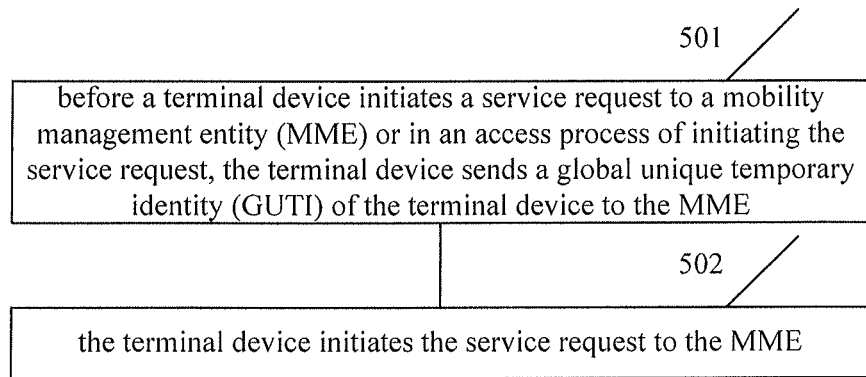 501
before a terminal device initiates a service request to a mobility
management entity (MME) or in an access process of initiating the
service request, the terminal device sends a global unique temporary
identity (GUTI) of the terminal device to the MME
502
the terminal device initiates the service request to the MME